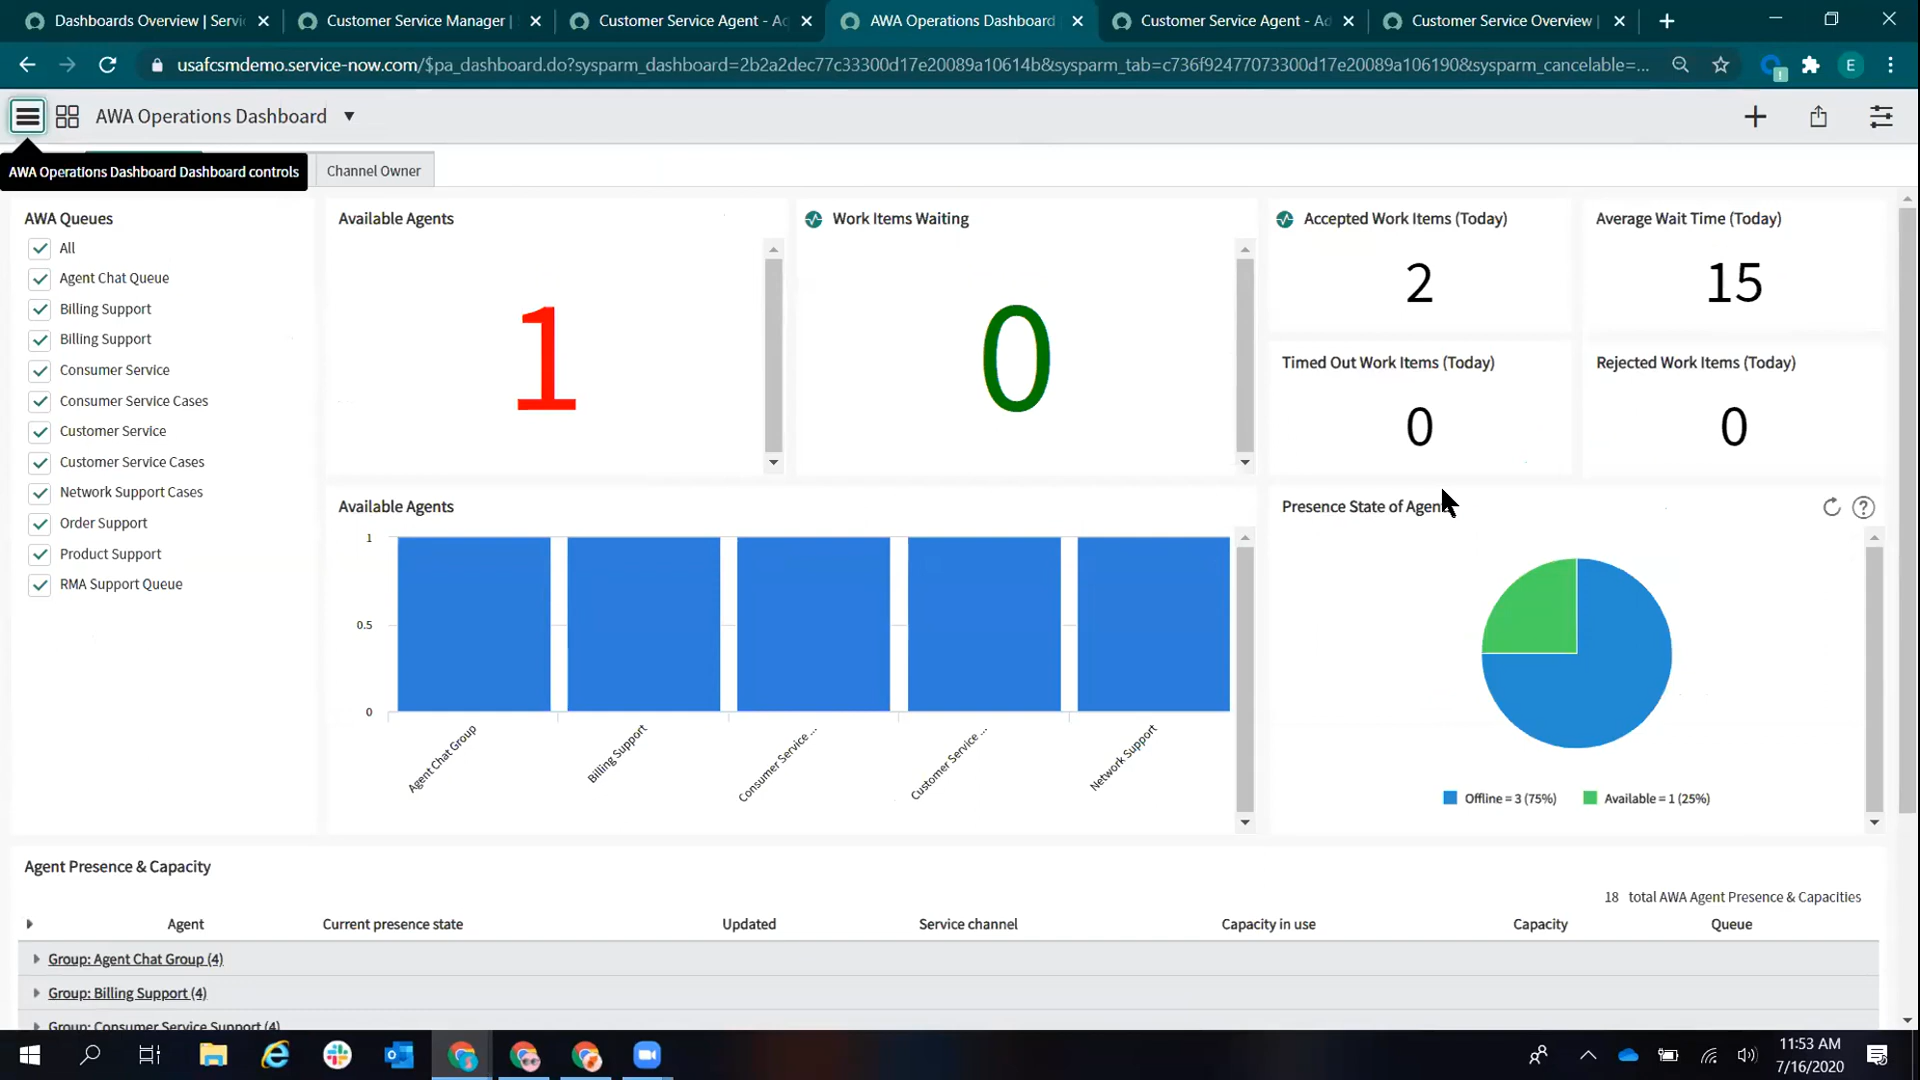 Dashboards Overview | Servi
Customer Service Manager |
Customer Service Agent - Ac
AWA Operations Dashboard
Customer Service Agent - Ac
Customer Service Overview |
usafcsmdemo.service-now.com/$pa_dashboard.do?sysparm_dashboard=2b2a2dec77c33300d17e20089a10614b&sysparm_tab=c736f92477073300d17e20089a106190&sysparm_cancelable=...
E
AWA Operations Dashboard
AWA Operations Dashboard Dashboard controls
Channel Owner
AWA Queues
All
Agent Chat Queue
Billing Support
Billing Support
Consumer Service
Consumer Service Cases
Customer Service
Customer Service Cases
Network Support Cases
Order Support
Product Support
RMA Support Queue
Available Agents
1
Work Items Waiting
0
Accepted Work Items (Today)
2
Average Wait Time (Today)
15
Timed Out Work Items (Today)
0
Rejected Work Items (Today)
0
Available Agents
1
0.5
0
Agent Chat Group
Billing Support
Consumer Service ...
Customer Service ...
Network Support
Presence State of Agen
Offline = 3 (75%)
Available = 1 (25%)
Agent Presence & Capacity
18 total AWA Agent Presence & Capacities
Agent Current presence state Updated Service channel Capacity in use Capacity Queue
Group: Agent Chat Group (4)
Group: Billing Support (4)
Group: Consumer Service Support (4)
11:53 AM
7/16/2020